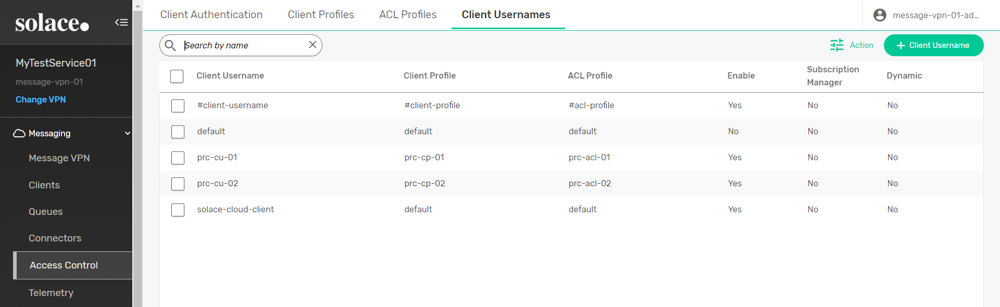 solace.
MyTestService01
message-vpn-01
Change VPN
Messaging
Message VPN
Clients
Queues
Connectors
Access Control
Telemetry
Client Authentication Client Profiles ACL Profiles Client Usernames
message-vpn-01-ad...
Search by name
Action
Client Username
Client Username Client Profile ACL Profile Enable Subscription Manager Dynamic
#client-username #client-profile #acl-profile Yes No No
default default default No No No
prc-cu-01 prc-cp-01 prc-acl-01 Yes No No
prc-cu-02 prc-cp-02 prc-acl-02 Yes No No
solace-cloud-client default default Yes No No